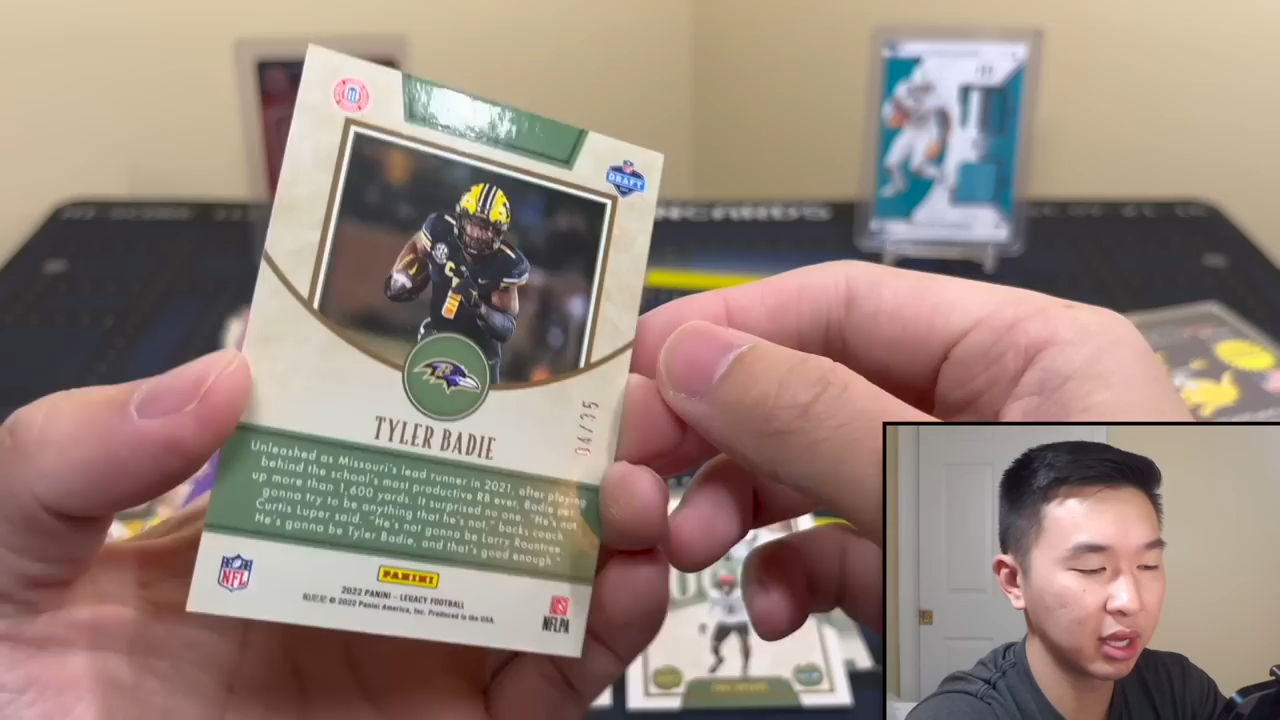 DRAFT
TYLER BADIE
04/35
Unleashed as Missouri's lead runner in 2021, after playing
behind the school's most productive RB ever, Badie
up more than 1,600 yards. It surprised no one. "He's not
gonna try to be anything that he's not," backs coach
Curtis Luper said. "He's not gonna be Larry Rountree.
He's gonna be Tyler Badie, and that's good enough."
NFL
PANINI
2022 PANINI - LEGACY FOOTBALL
© 2022 Panini America, Inc. Produced in the USA.
NFLPA